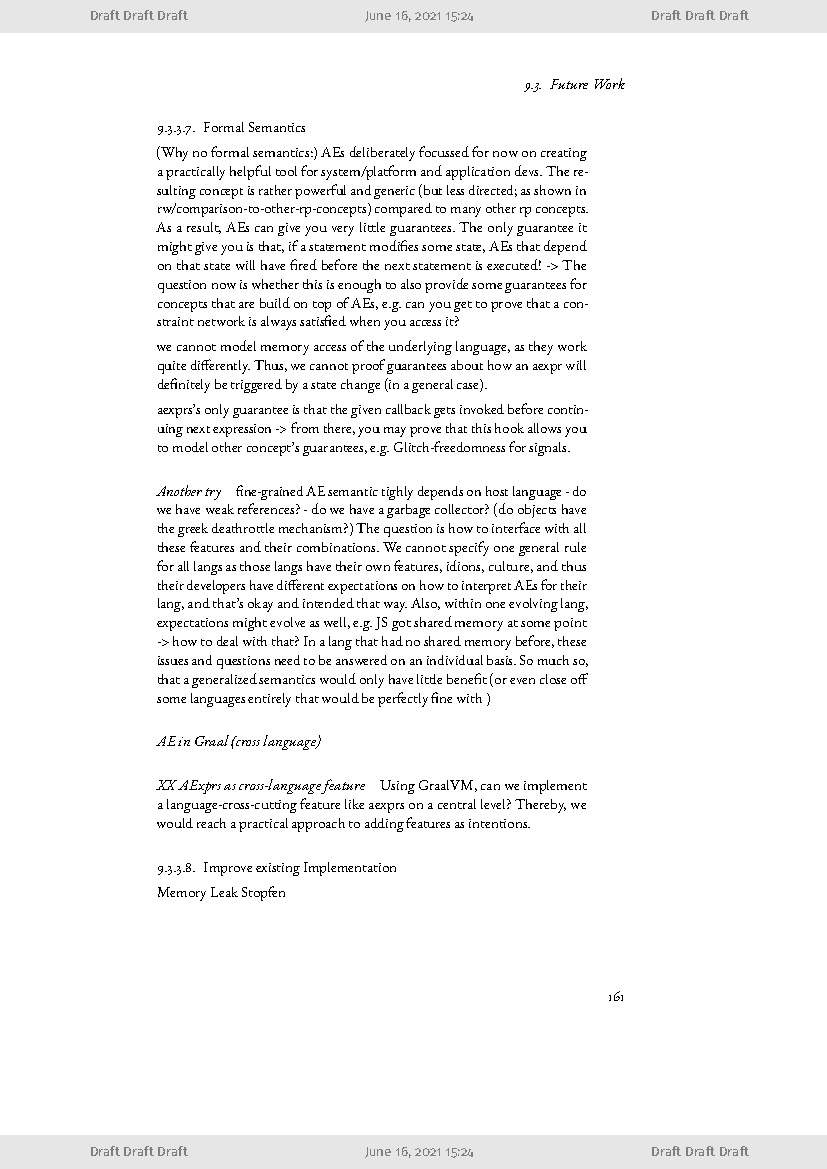 Draft Draft Draft June 16, 2021 15:24 Draft Draft Draft
9.3. Future Work
9.3.3.7. Formal Semantics
(Why no formal semantics:) AEs deliberately focussed for now on creating
a practically helpful tool for system/platform and application devs. The re-
sulting concept is rather powerful and generic (but less directed; as shown in
rw/comparison-to-other-rp-concepts) compared to many other rp concepts.
As a result, AEs can give you very little guarantees. The only guarantee it
might give you is that, if a statement modifies some state, AEs that depend
on that state will have fired before the next statement is executed! -> The
question now is whether this is enough to also provide some guarantees for
concepts that are build on top of AEs, e.g. can you get to prove that a con-
straint network is always satisfied when you access it?
we cannot model memory access of the underlying language, as they work
quite differently. Thus, we cannot proof guarantees about how an aexpr will
definitely be triggered by a state change (in a general case).
aexprs's only guarantee is that the given callback gets invoked before contin-
uing next expression -> from there, you may prove that this hook allows you
to model other concept's guarantees, e.g. Glitch-freedomness for signals.
Another try fine-grained AE semantic tighly depends on host language - do
we have weak references? - do we have a garbage collector? (do objects have
the greek deathrottle mechanism?) The question is how to interface with all
these features and their combinations. We cannot specify one general rule
for all langs as those langs have their own features, idions, culture, and thus
their developers have different expectations on how to interpret AEs for their
lang, and that's okay and intended that way. Also, within one evolving lang,
expectations might evolve as well, e.g. JS got shared memory at some point
-> how to deal with that? In a lang that had no shared memory before, these
issues and questions need to be answered on an individual basis. So much so,
that a generalized semantics would only have little benefit (or even close off
some languages entirely that would be perfectly fine with )
AE in Graal (cross language)
XX AExprs as cross-language feature Using GraalVM, can we implement
a language-cross-cutting feature like aexprs on a central level? Thereby, we
would reach a practical approach to adding features as intentions.
9.3.3.8. Improve existing Implementation
Memory Leak Stopfen
161
Draft Draft Draft June 16, 2021 15:24 Draft Draft Draft